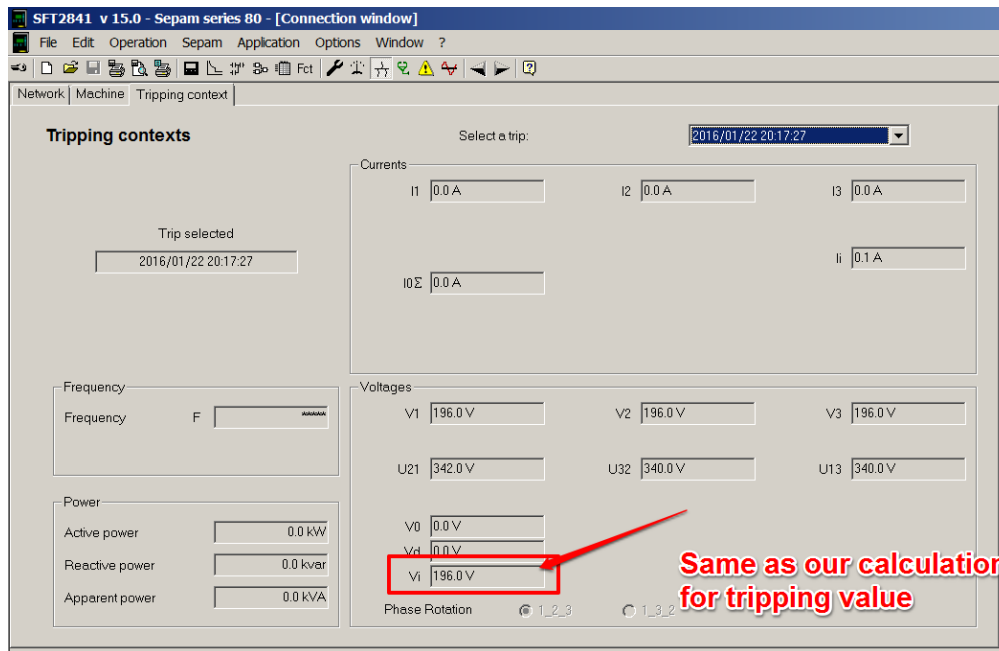 SFT2841 v 15.0 - Sepam series 80 - [Connection window]
File Edit Operation Sepam Application Options Window ?
Fct
Network Machine Tripping context
Tripping contexts
Select a trip: 2016/01/22 20:17:27
Currents
I1 0.0 A I2 0.0 A I3 0.0 A
Trip selected
2016/01/22 20:17:27
Ii 0.1 A
I0Σ 0.0 A
Frequency
Frequency F *****
Voltages
V1 196.0 V V2 196.0 V V3 196.0 V
U21 342.0 V U32 340.0 V U13 340.0 V
Power
Active power 0.0 kW
Reactive power 0.0 kvar
Apparent power 0.0 kVA
V0 0.0 V
Vd 0.0 V
Vi 196.0 V
Phase Rotation 1_2_3 1_3_2
Same as our calculation
for tripping value